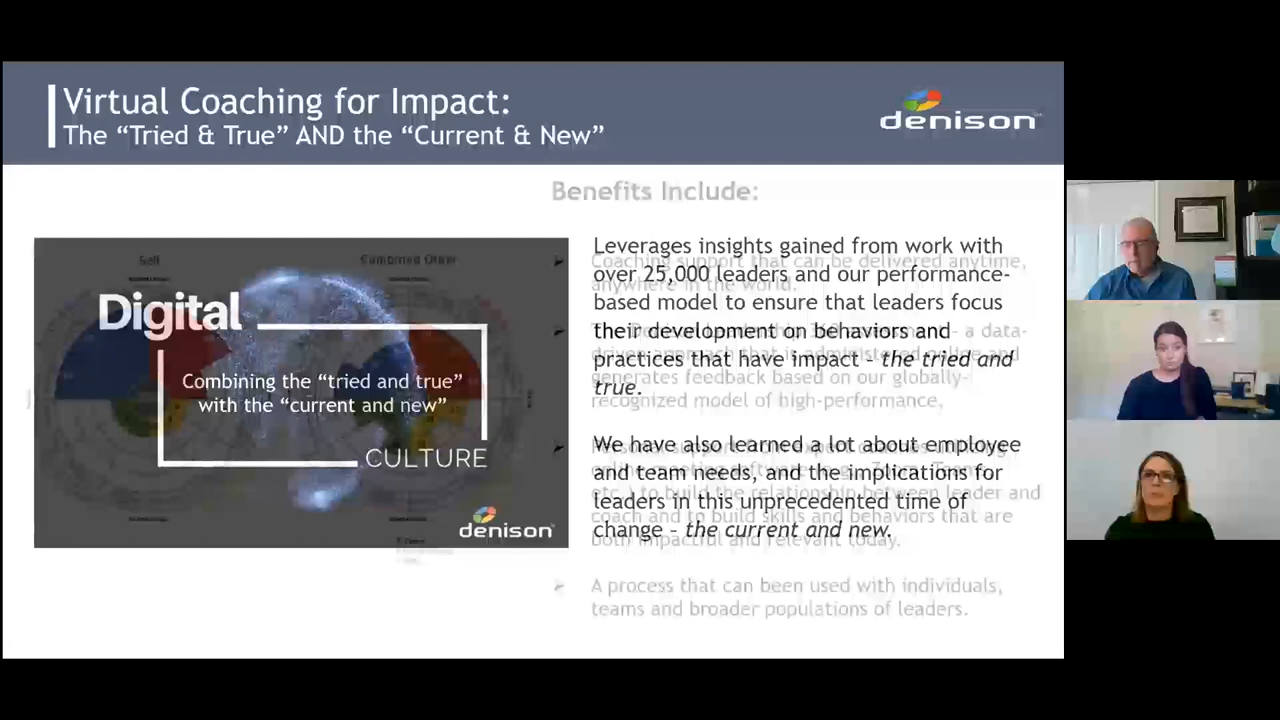 Virtual Coaching for Impact:
The “Tried & True” AND the “Current & New”
denison
Benefits Include:
Self
Combined Other
Digital
Combining the “tried and true”
with the “current and new”
CULTURE
denison
Leverages insights gained from work with
over 25,000 leaders and our performance-
based model to ensure that leaders focus
their development on behaviors and
practices that have impact - the tried and
true.
We have also learned a lot about employee
and team needs, and the implications for
leaders in this unprecedented time of
change - the current and new.
Coaching support that can be delivered anytime,
anywhere in the world.
- a data-
and
generates feedback based on our globally-
recognized model of high-performance.
to build the relationship between leader and
coach and to build skills and behaviors that are
both impactful and relevant today.
A process that can been used with individuals,
teams and broader populations of leaders.